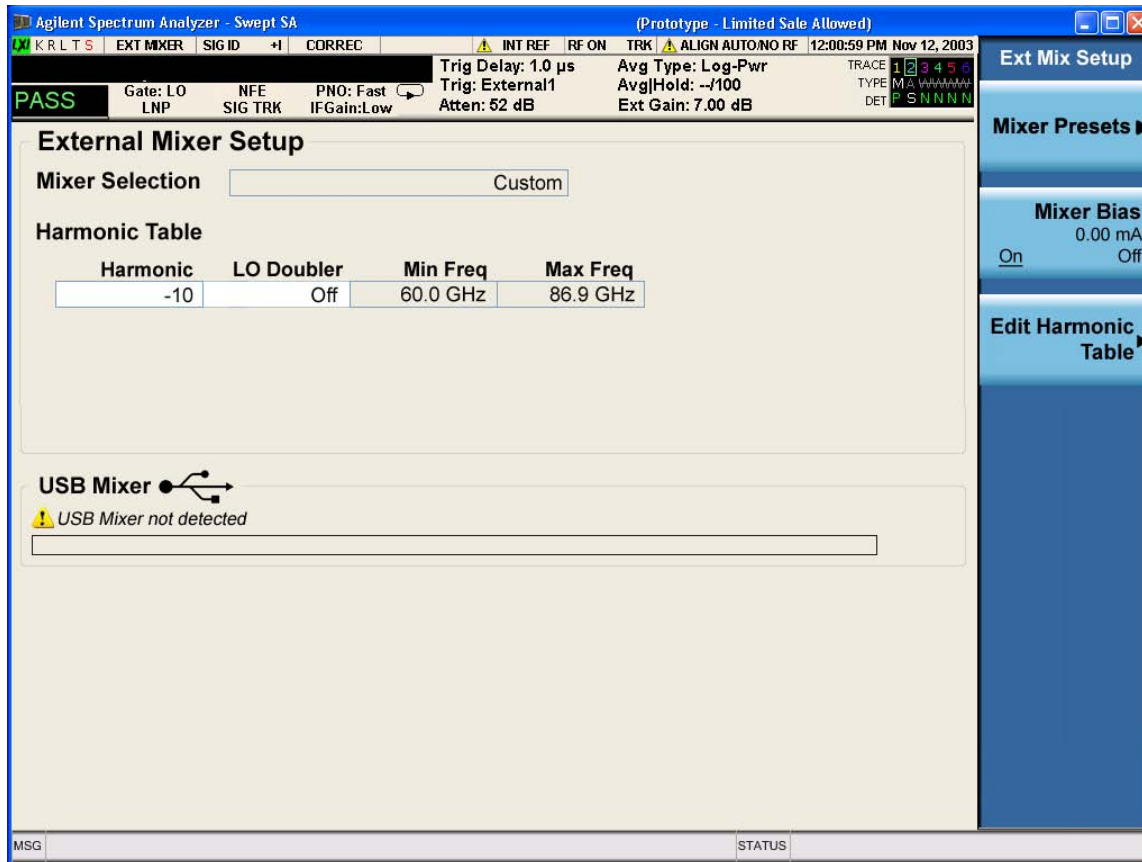 Agilent Spectrum Analyzer - Swept SA (Prototype - Limited Sale Allowed)
LXI K R L T S EXT MIXER SIG ID +I CORREC INT REF RF ON TRK ALIGN AUTO/NO RF 12:00:59 PM Nov 12, 2003
Trig Delay: 1.0 µs Avg Type: Log-Pwr TRACE 1 2 3 4 5 6
PASS Gate: LO NFE PNO: Fast Trig: External1 Avg|Hold: --/100 TYPE M A
LNP SIG TRK IFGain:Low Atten: 52 dB Ext Gain: 7.00 dB DET P S N N N N
Ext Mix Setup
External Mixer Setup
Mixer Selection Custom
Harmonic Table
Harmonic LO Doubler Min Freq Max Freq
-10 Off 60.0 GHz 86.9 GHz
USB Mixer
USB Mixer not detected
Mixer Presets
Mixer Bias
0.00 mA
On Off
Edit Harmonic
Table
MSG STATUS